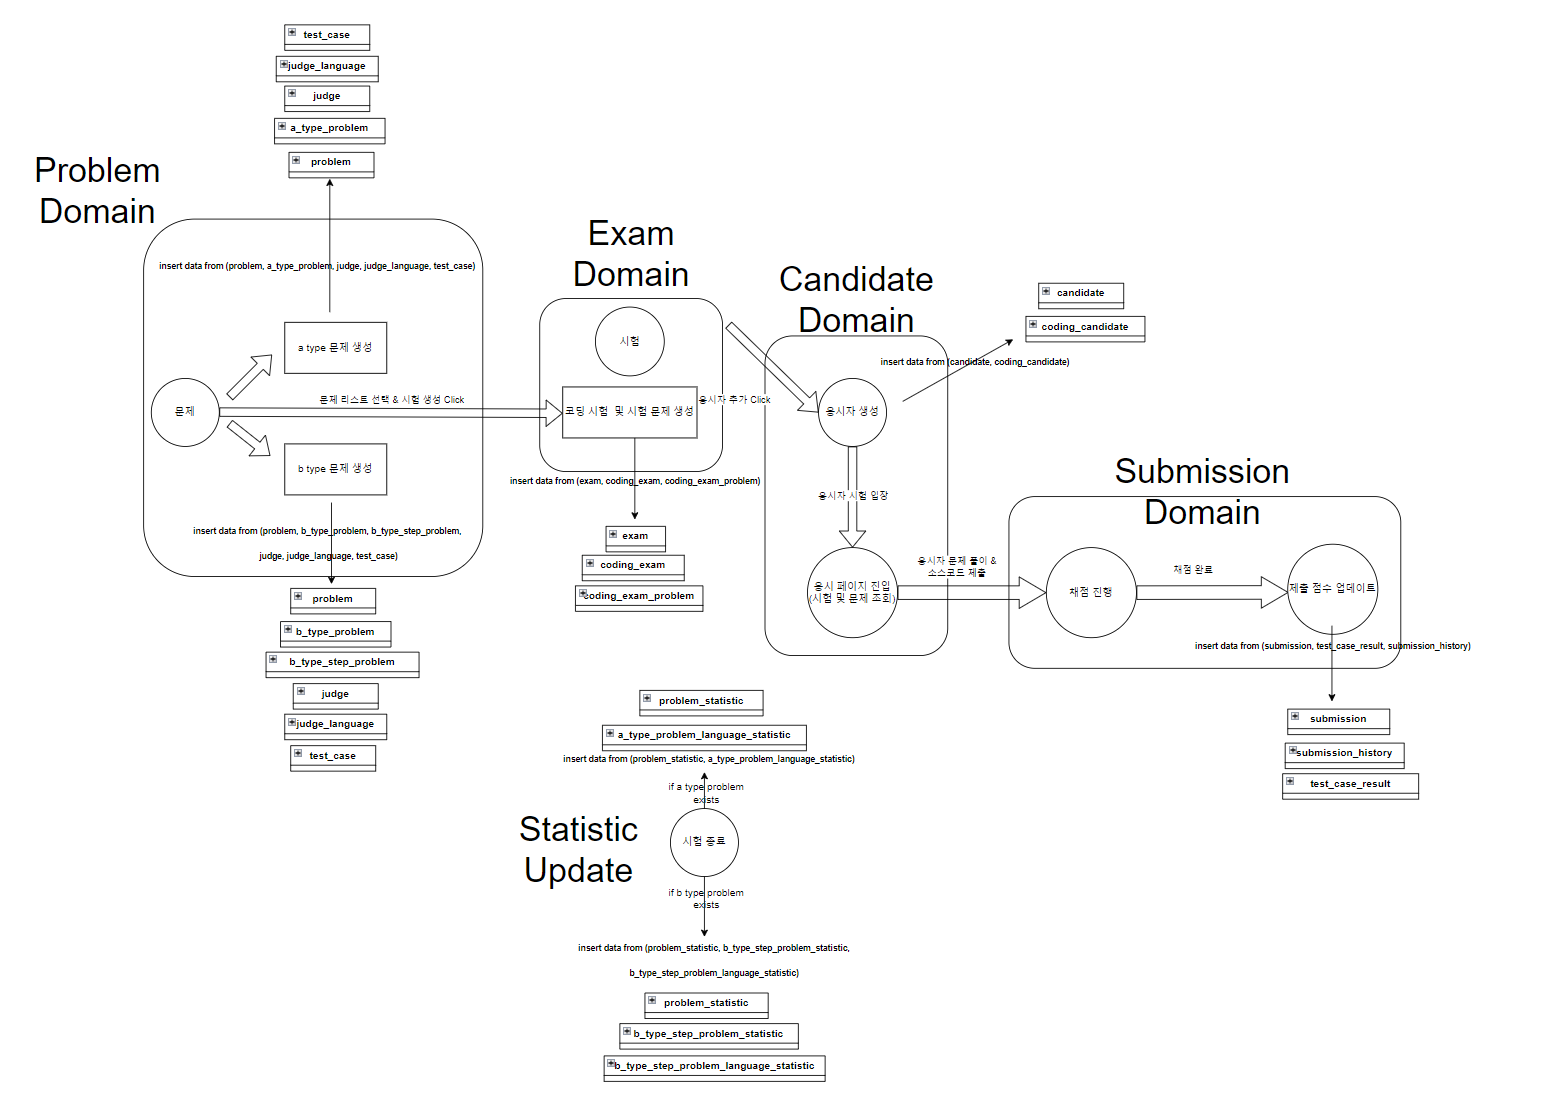 test_case
judge_language
judge
a_type_problem
problem
Problem
Domain
insert data from (problem, a_type_problem, judge, judge_language, test_case)
a type 문제 생성
문제
문제 리스트 선택 & 시험 생성 Click
b type 문제 생성
insert data from (problem, b_type_problem, b_type_step_problem,
judge, judge_language, test_case)
problem
b_type_problem
b_type_step_problem
judge
judge_language
test_case
Exam
Domain
시험
코딩 시험 및 시험 문제 생성
insert data from (exam, coding_exam, coding_exam_problem)
exam
coding_exam
coding_exam_problem
응시자 추가 Click
Candidate
Domain
응시자 생성
insert data from (candidate, coding_candidate)
candidate
coding_candidate
응시자 시험 입장
응시 페이지 진입
(시험 및 문제 조회)
응시자 문제 풀이 &
소스코드 제출
Submission
Domain
채점 진행
채점 완료
제출 점수 업데이트
insert data from (submission, test_case_result, submission_history)
submission
submission_history
test_case_result
problem_statistic
a_type_problem_language_statistic
insert data from (problem_statistic, a_type_problem_language_statistic)
if a type problem
exists
Statistic
Update
시험 종료
if b type problem
exists
insert data from (problem_statistic, b_type_step_problem_statistic,
b_type_step_problem_language_statistic)
problem_statistic
b_type_step_problem_statistic
b_type_step_problem_language_statistic